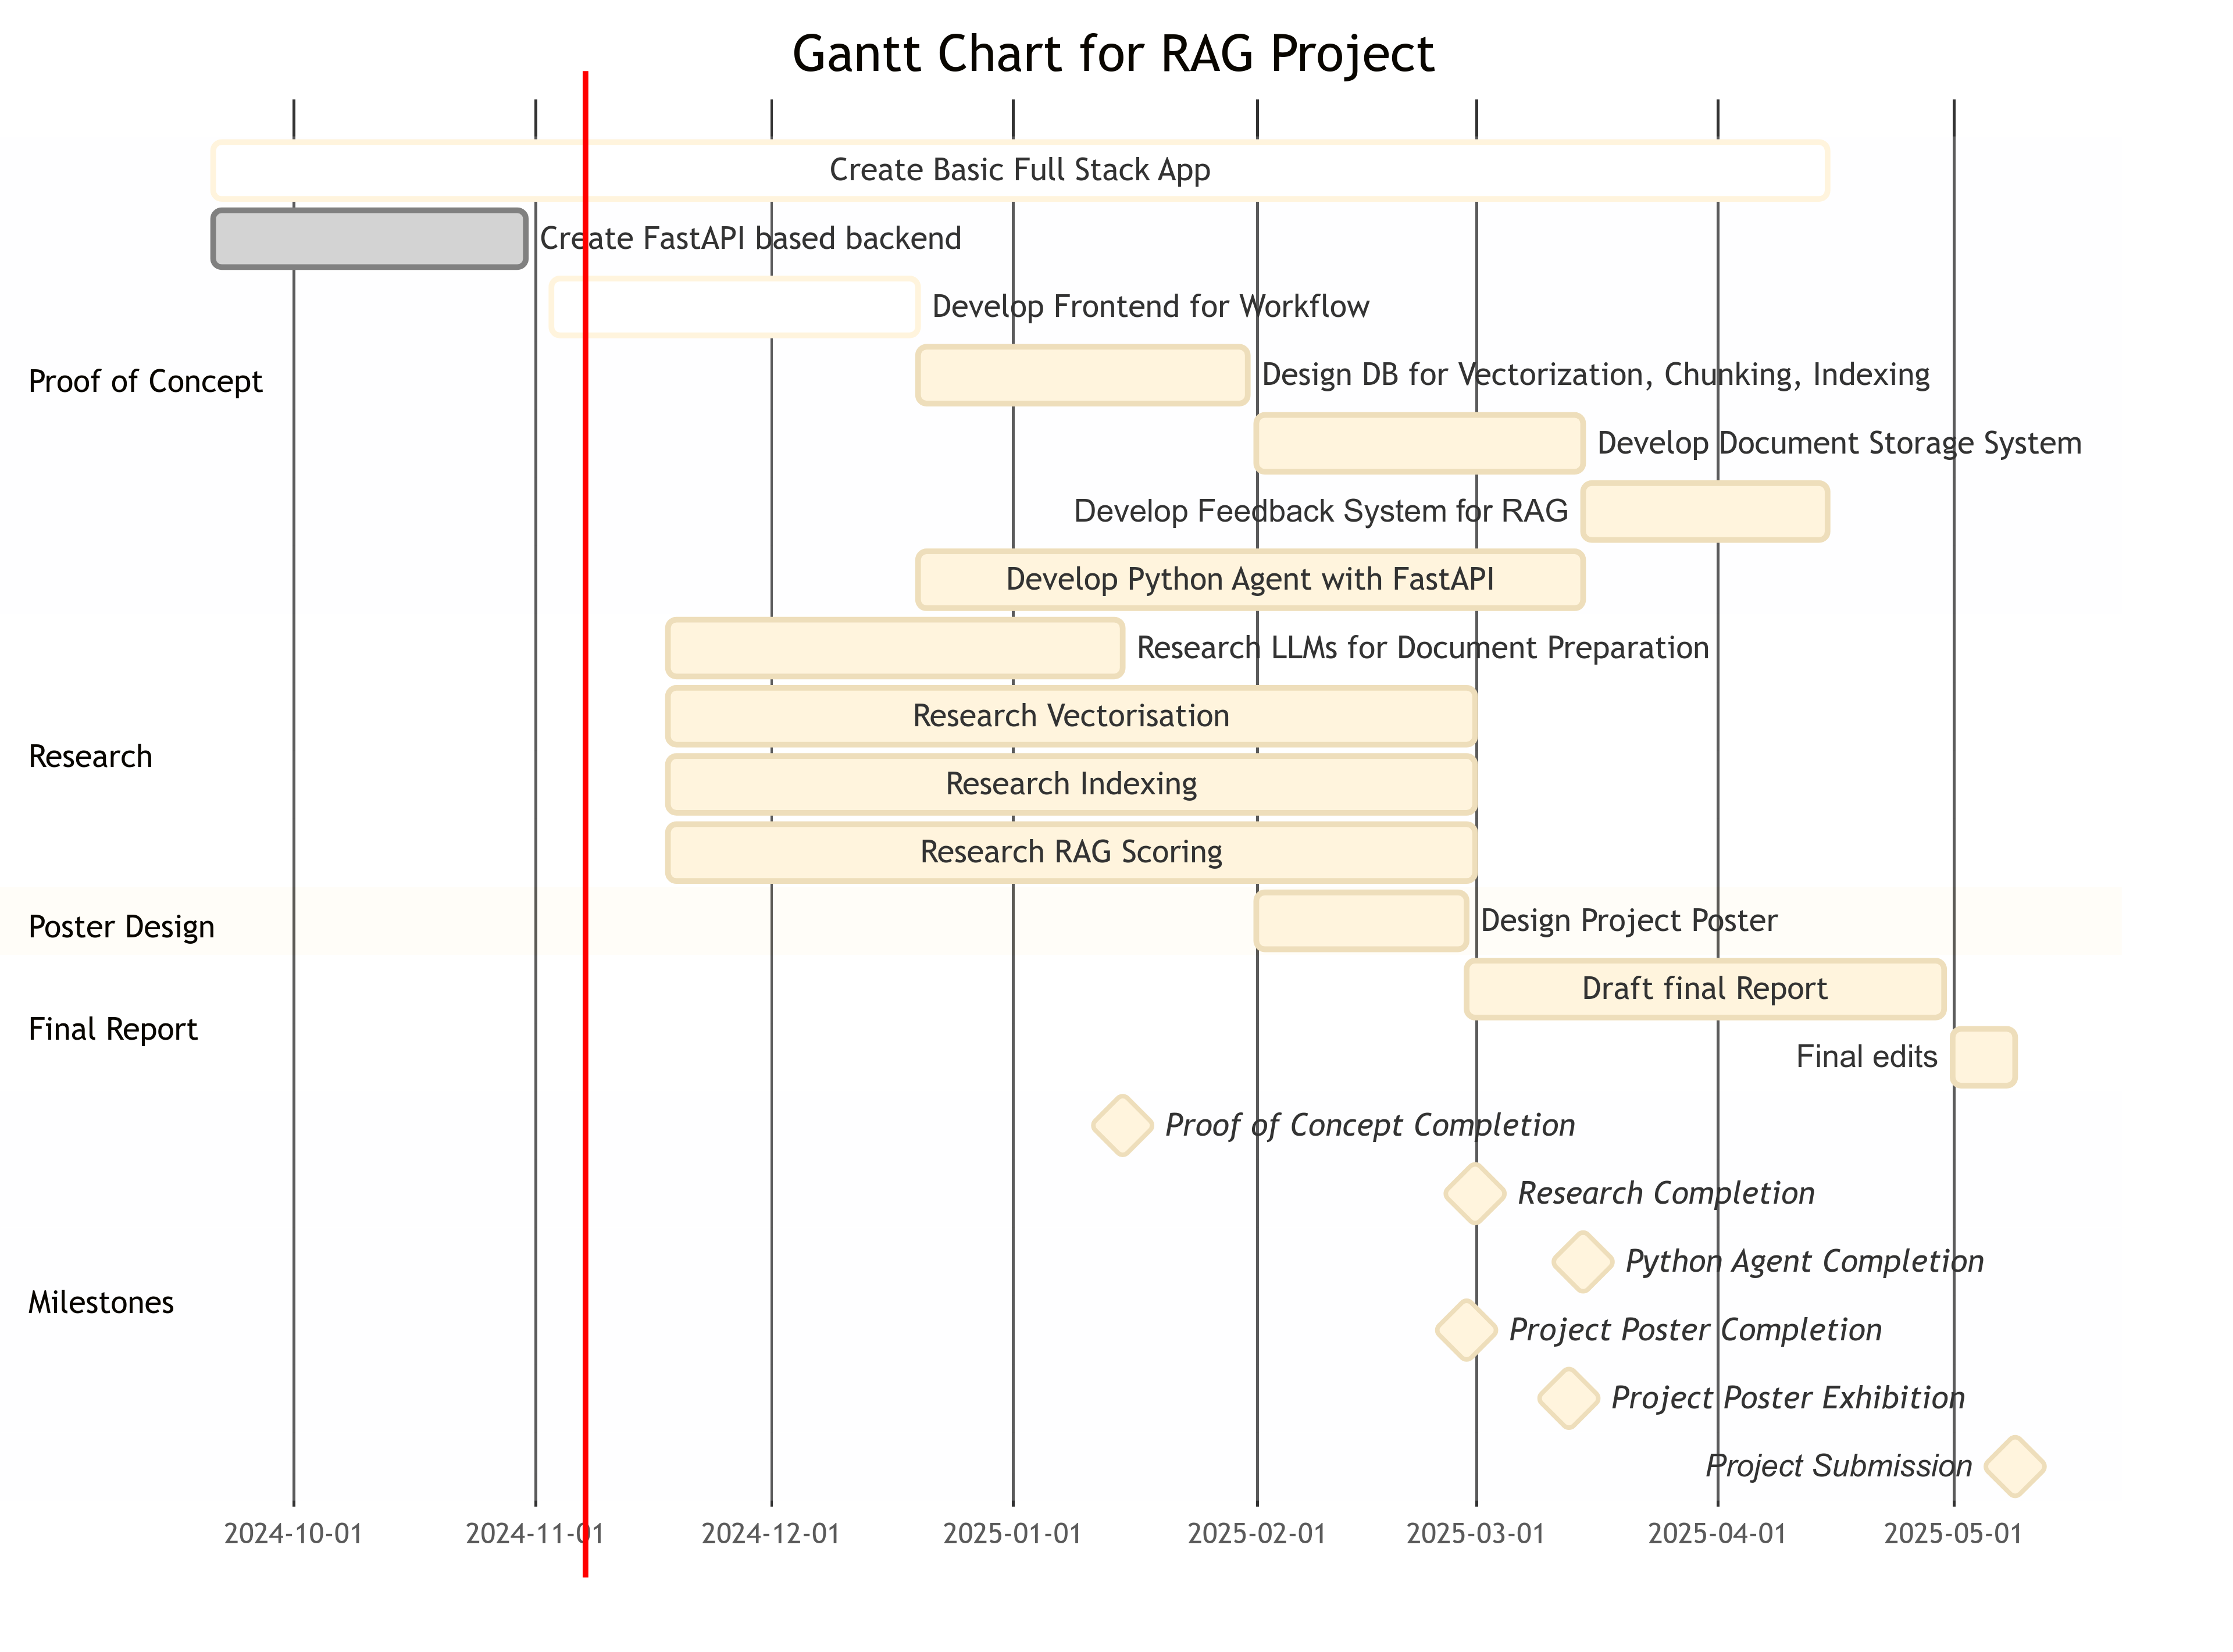 Gantt Chart for RAG Project
Create Basic Full Stack App
Create FastAPI based backend
Develop Frontend for Workflow
Proof of Concept
Design DB for Vectorization, Chunking, Indexing
Develop Document Storage System
Develop Feedback System for RAG
Develop Python Agent with FastAPI
Research LLMs for Document Preparation
Research Vectorisation
Research
Research Indexing
Research RAG Scoring
Poster Design
Design Project Poster
Draft final Report
Final Report
Final edits
Proof of Concept Completion
Research Completion
Python Agent Completion
Milestones
Project Poster Completion
Project Poster Exhibition
Project Submission
2024-10-01
2024-11-01
2024-12-01
2025-01-01
2025-02-01
2025-03-01
2025-04-01
2025-05-01